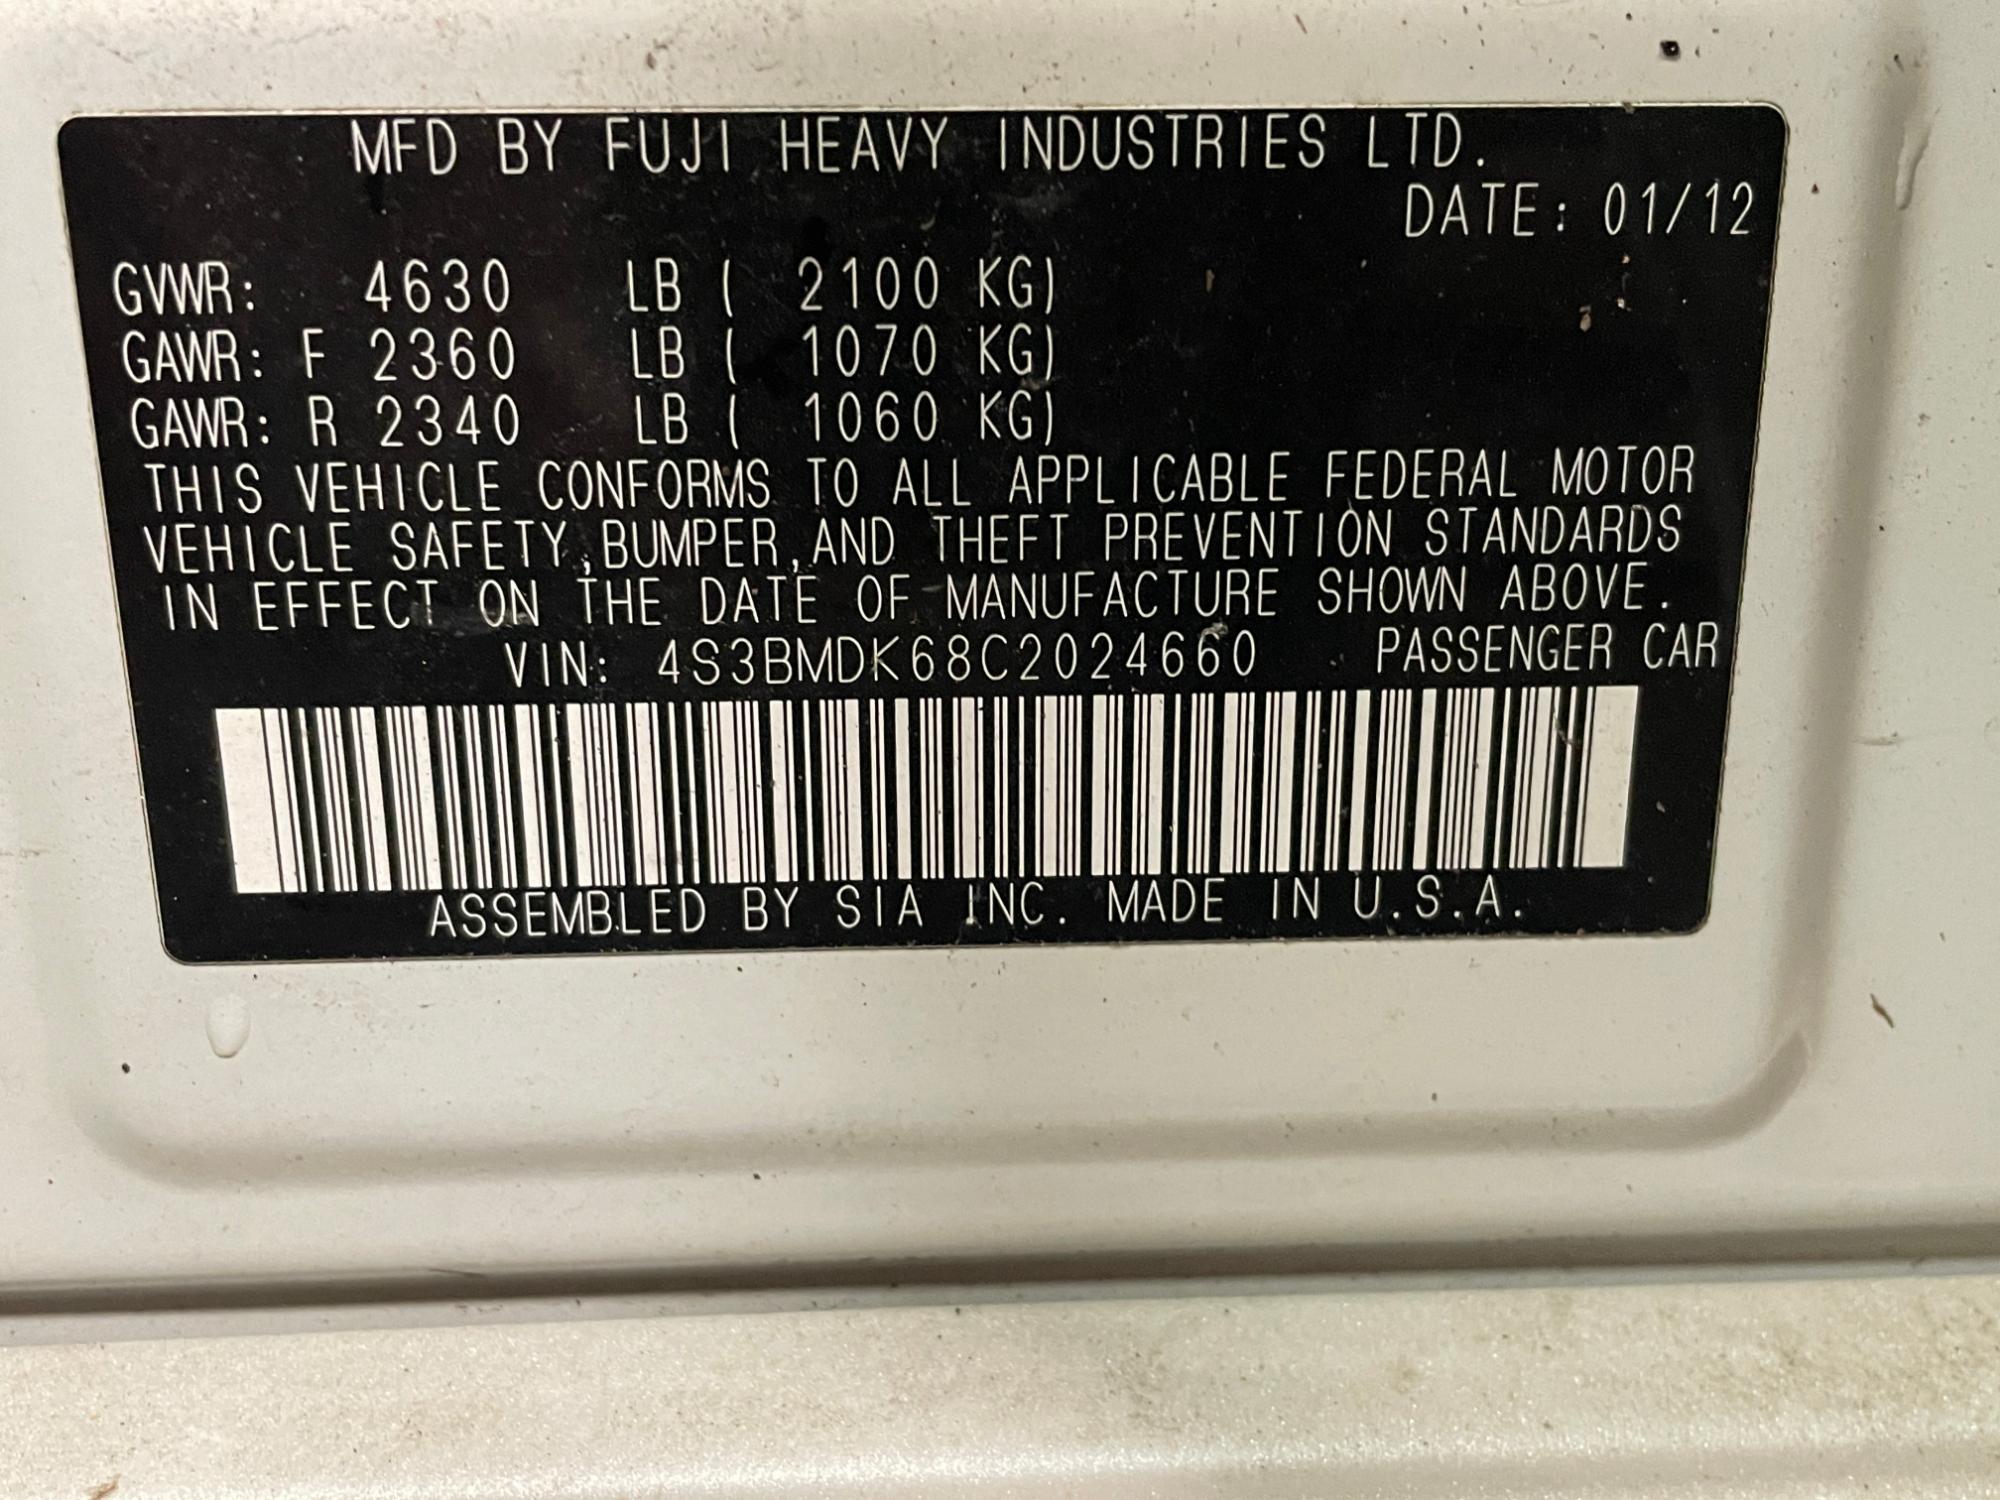 MFD BY FUJI HEAVY INDUSTRIES LTD.
DATE: 01/12
GVWR: 4630 LB ( 2100 KG)
GAWR: F 2360 LB ( 1070 KG)
GAWR: R 2340 LB ( 1060 KG)
THIS VEHICLE CONFORMS TO ALL APPLICABLE FEDERAL MOTOR
VEHICLE SAFETY,BUMPER,AND THEFT PREVENTION STANDARDS
IN EFFECT ON THE DATE OF MANUFACTURE SHOWN ABOVE.
VIN: 4S3BMDK68C2024660 PASSENGER CAR
ASSEMBLED BY SIA INC. MADE IN U.S.A.